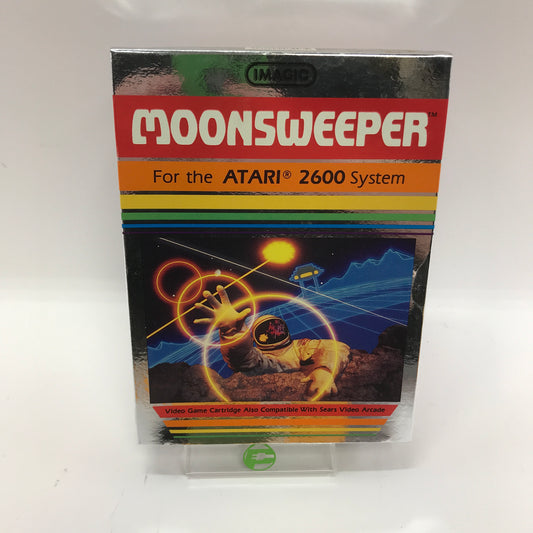 IMAGIC
MOONSWEEPER™
For the ATARI® 2600 System
Video Game Cartridge Also Compatible With Sears Video Arcade